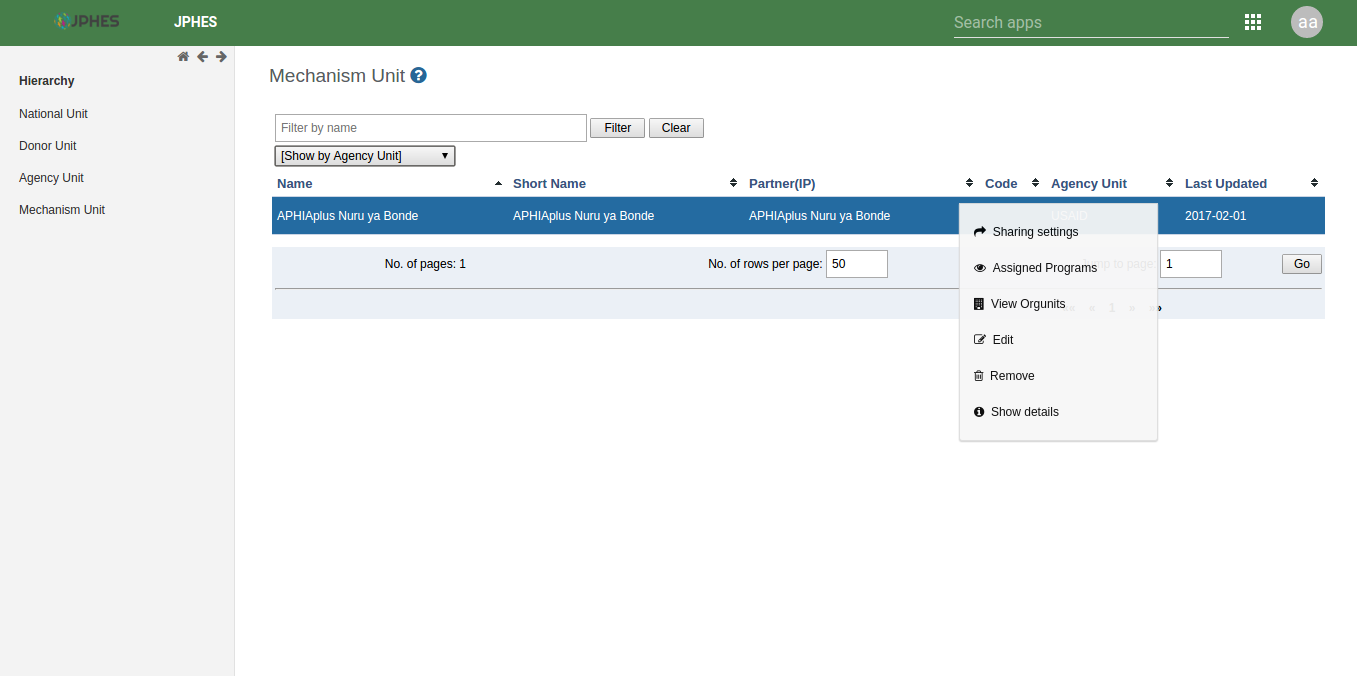 JPHES JPHES Search apps aa
Hierarchy
National Unit
Donor Unit
Agency Unit
Mechanism Unit
Mechanism Unit ?
Filter by name Filter Clear
[Show by Agency Unit]
Name Short Name Partner(IP) Code Agency Unit Last Updated
APHIAplus Nuru ya Bonde APHIAplus Nuru ya Bonde APHIAplus Nuru ya Bonde USAID 2017-02-01
No. of pages: 1 No. of rows per page: 50 Jump to page: 1 Go
«« « 1 » »»
Sharing settings
Assigned Programs
View Orgunits
Edit
Remove
Show details